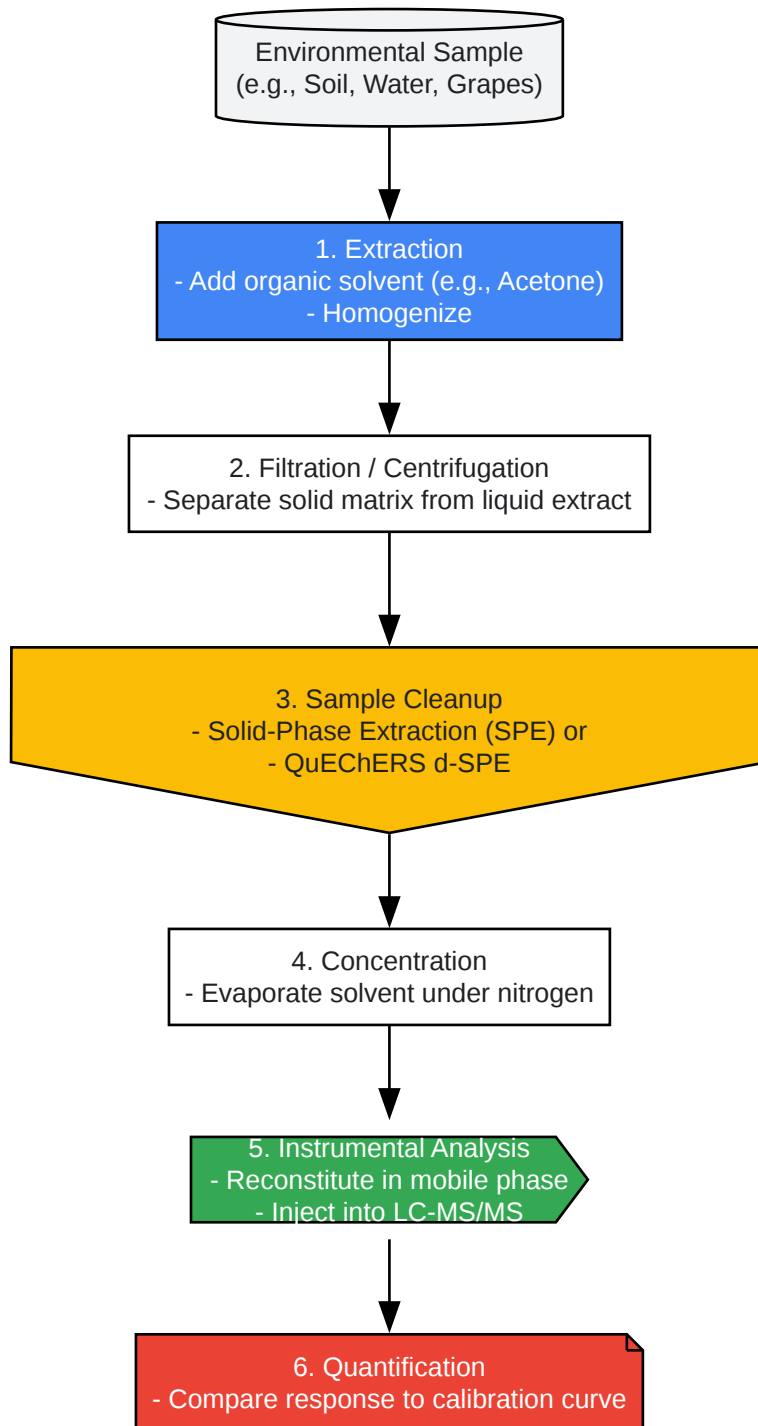 Environmental Sample
(e.g., Soil, Water, Grapes)
1. Extraction
- Add organic solvent (e.g., Acetone)
- Homogenize
2. Filtration / Centrifugation
- Separate solid matrix from liquid extract
3. Sample Cleanup
- Solid-Phase Extraction (SPE) or
- QuEChERS d-SPE
4. Concentration
- Evaporate solvent under nitrogen
5. Instrumental Analysis
- Reconstitute in mobile phase
- Inject into LC-MS/MS
6. Quantification
- Compare response to calibration curve